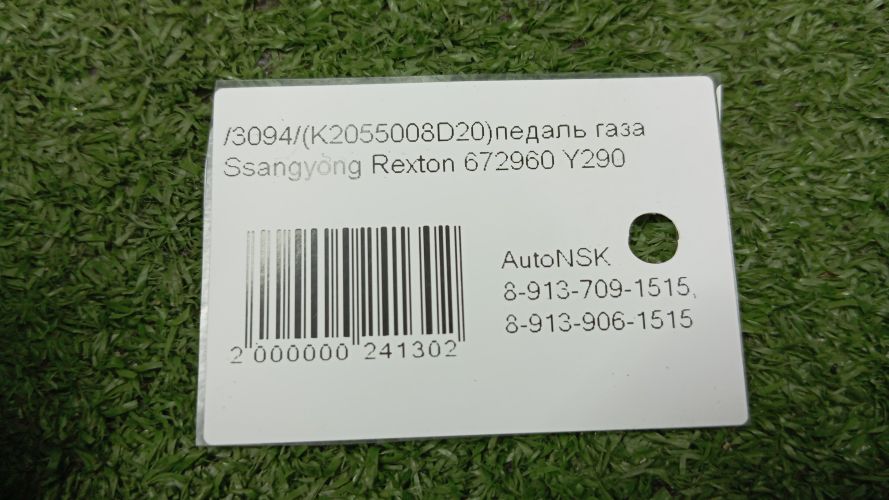 /3094/(K2055008D20)педаль газа
Ssangyong Rexton 672960 Y290
AutoNSK
8-913-709-1515,
8-913-906-1515
2 000000 241302